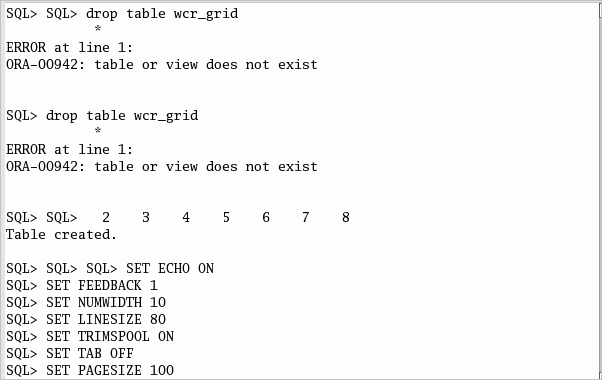 SQL> SQL> drop table wcr_grid
*
ERROR at line 1:
ORA-00942: table or view does not exist
SQL> drop table wcr_grid
*
ERROR at line 1:
ORA-00942: table or view does not exist
SQL> SQL>   2    3    4    5    6    7    8
Table created.
SQL> SQL> SQL> SET ECHO ON
SQL> SET FEEDBACK 1
SQL> SET NUMWIDTH 10
SQL> SET LINESIZE 80
SQL> SET TRIMSPOOL ON
SQL> SET TAB OFF
SQL> SET PAGESIZE 100